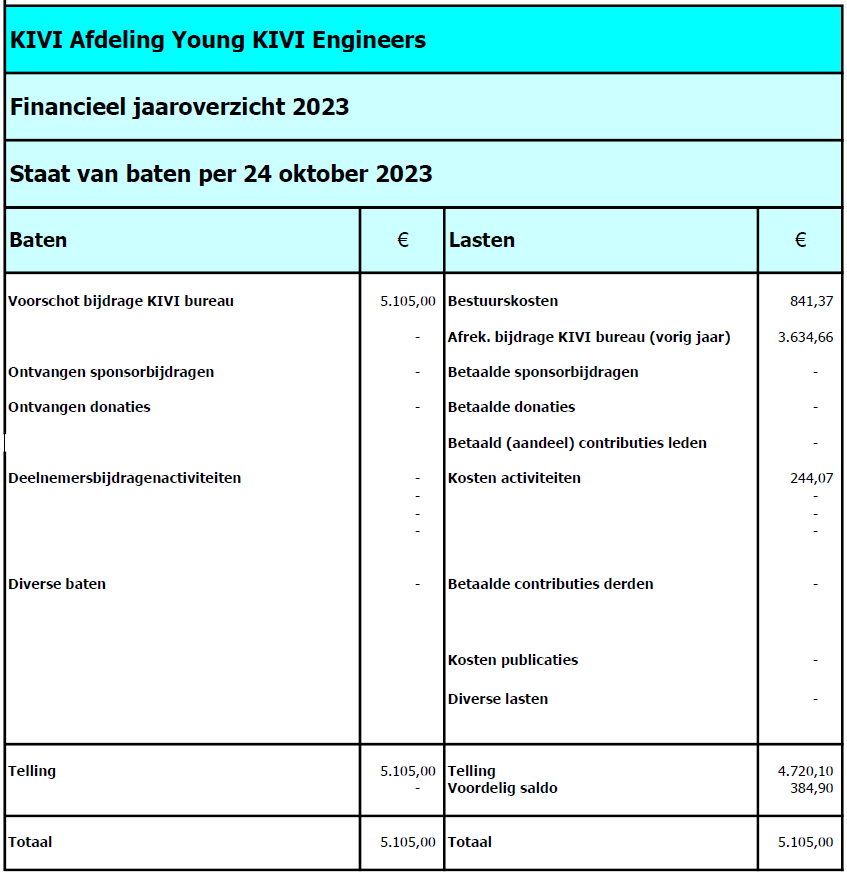 KIVI Afdeling Young KIVI Engineers
Financieel jaaroverzicht 2023
Staat van baten per 24 oktober 2023
Baten € Lasten €
Voorschot bijdrage KIVI bureau 5.105,00 Bestuurskosten 841,37
- Afrek. bijdrage KIVI bureau (vorig jaar) 3.634,66
Ontvangen sponsorbijdragen - Betaalde sponsorbijdragen -
Ontvangen donaties - Betaalde donaties -
Betaald (aandeel) contributies leden -
Deelnemersbijdragenactiviteiten - Kosten activiteiten 244,07
- -
- -
- -
Diverse baten - Betaalde contributies derden -
Kosten publicaties -
Diverse lasten -
Telling 5.105,00 Telling 4.720,10
- Voordelig saldo 384,90
Totaal 5.105,00 Totaal 5.105,00